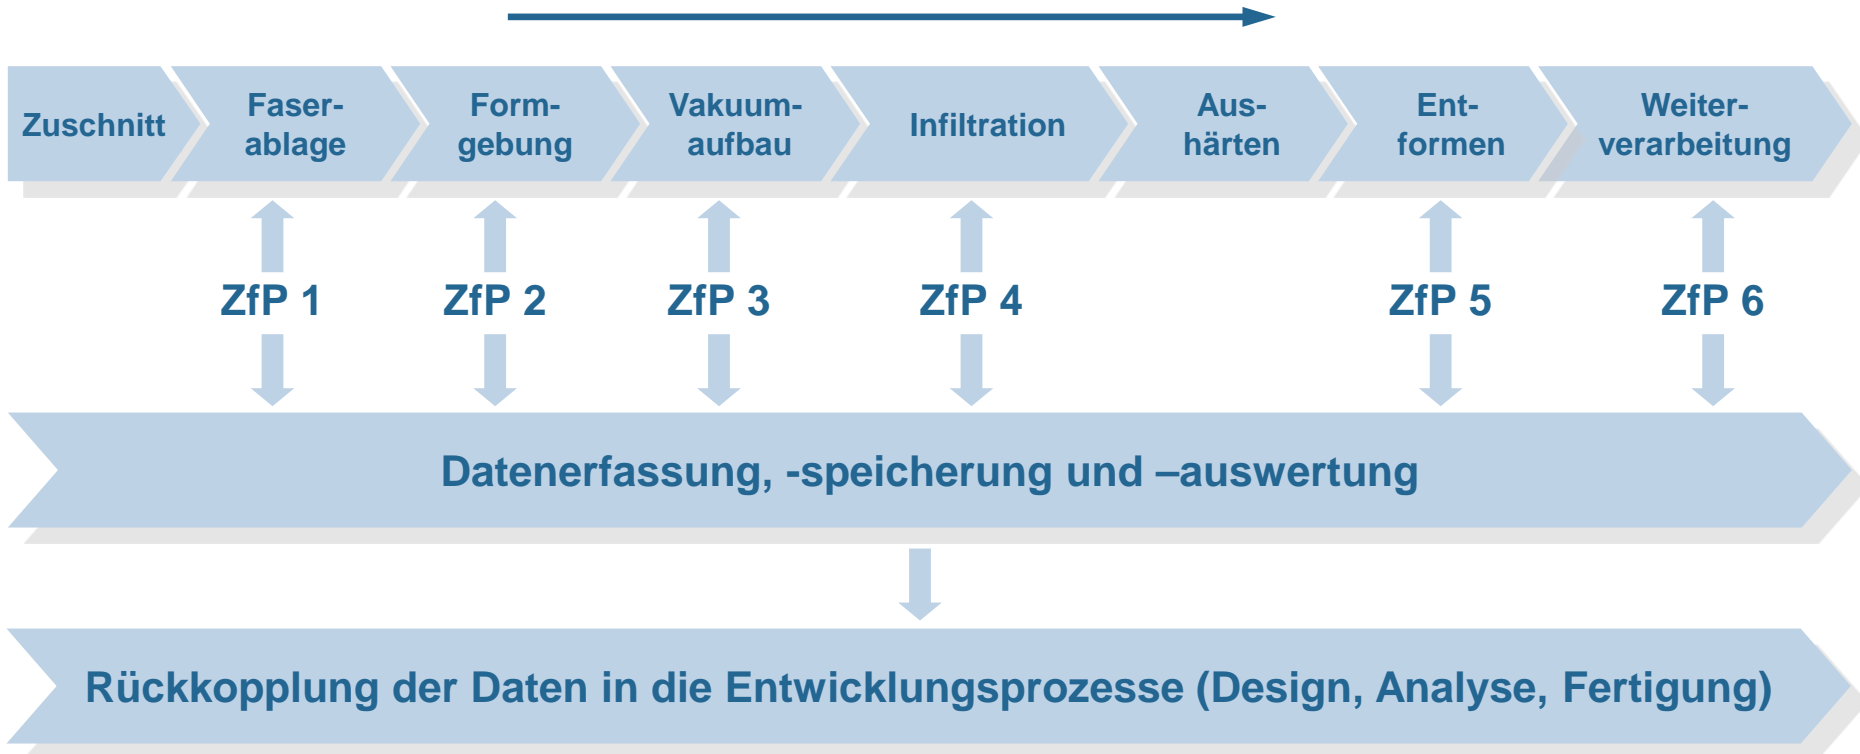 Zuschnitt
Faser-
ablage
Form-
gebung
Vakuum-
aufbau
Infiltration
Aus-
härten
Ent-
formen
Weiter-
verarbeitung
ZfP 1
ZfP 2
ZfP 3
ZfP 4
ZfP 5
ZfP 6
Datenerfassung, -speicherung und –auswertung
Rückkopplung der Daten in die Entwicklungsprozesse (Design, Analyse, Fertigung)